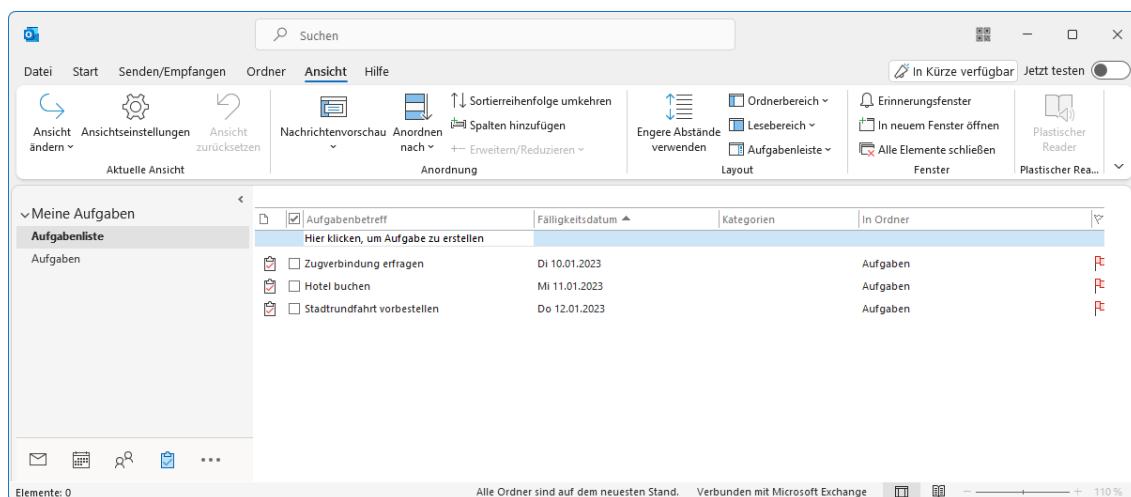 Suchen
Datei Start Senden/Empfangen Ordner Ansicht Hilfe In Kürze verfügbar Jetzt testen
Ansicht ändern
Ansichtseinstellungen
Ansicht zurücksetzen
Aktuelle Ansicht
Nachrichtenvorschau
Anordnen nach
Sortierreihenfolge umkehren
Spalten hinzufügen
Erweitern/Reduzieren
Anordnung
Engere Abstände verwenden
Ordnerbereich
Lesebereich
Aufgabenleiste
Layout
Erinnerungsfenster
In neuem Fenster öffnen
Alle Elemente schließen
Fenster
Plastischer Reader
Plastischer Rea...
Meine Aufgaben
Aufgabenliste
Aufgaben
Aufgabenbetreff Fälligkeitsdatum Kategorien In Ordner
Hier klicken, um Aufgabe zu erstellen
Zugverbindung erfragen Di 10.01.2023 Aufgaben
Hotel buchen Mi 11.01.2023 Aufgaben
Stadtrundfahrt vorbestellen Do 12.01.2023 Aufgaben
Elemente: 0 Alle Ordner sind auf dem neuesten Stand. Verbunden mit Microsoft Exchange 110 %